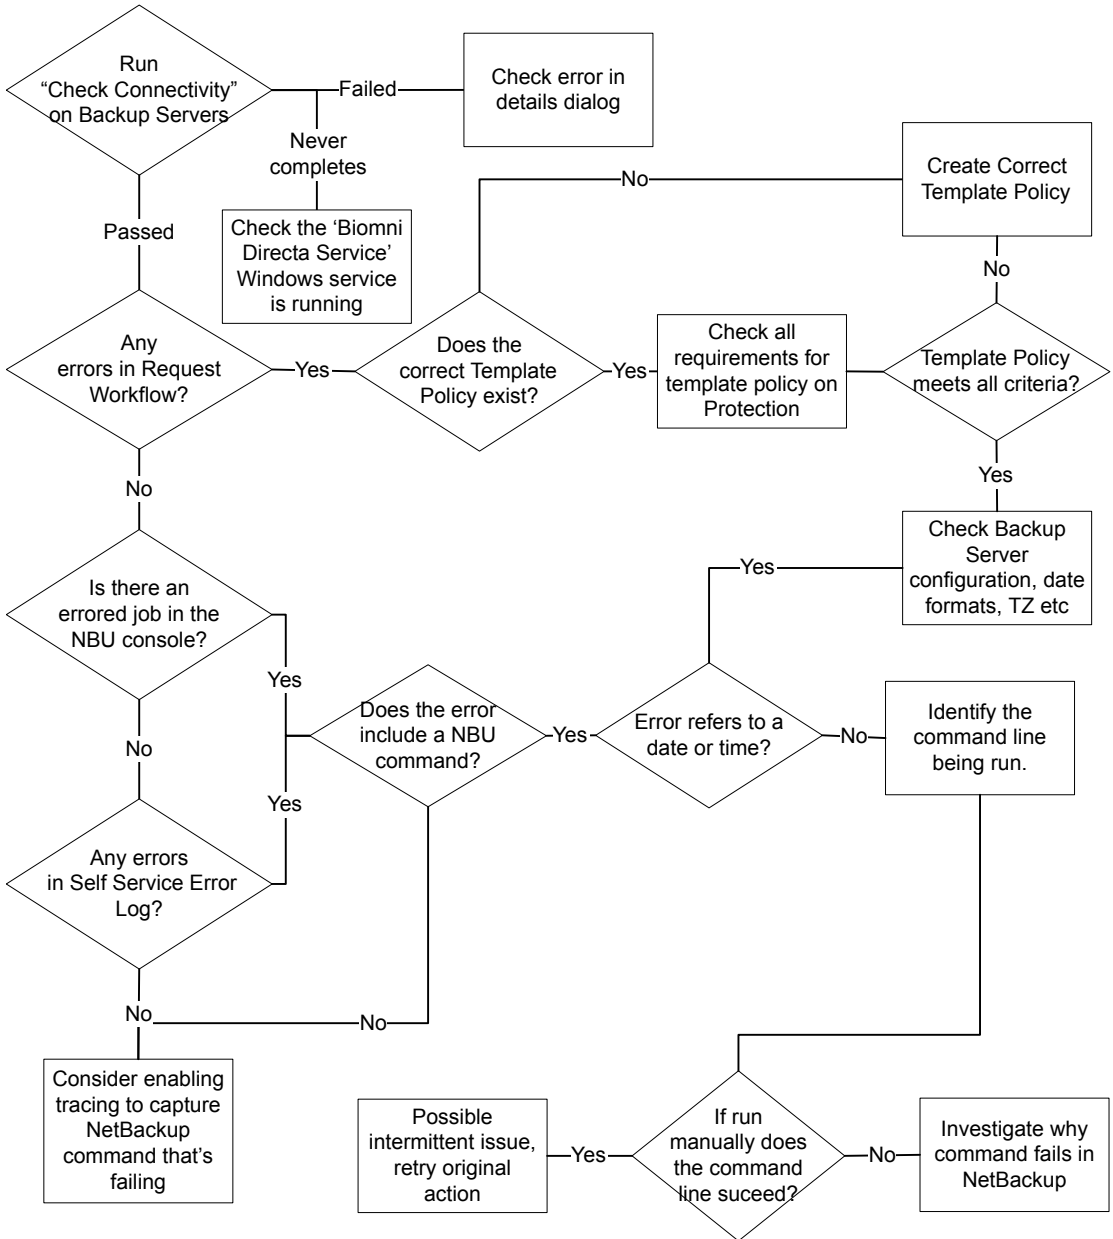 Run
“Check Connectivity”
on Backup Servers
Failed
Check error in
details dialog
Never
completes
Check the ‘Biomni
Directa Service’
Windows service
is running
Passed
No
Create Correct
Template Policy
No
Any
errors in Request
Workflow?
Yes
Does the
correct Template
Policy exist?
Yes
Check all
requirements for
template policy on
Protection
Template Policy
meets all criteria?
No
Yes
Check Backup
Server
configuration, date
formats, TZ etc
Yes
Is there an
errored job in the
NBU console?
Yes
Does the error
include a NBU
command?
Yes
Error refers to a
date or time?
No
Identify the
command line
being run.
No
Yes
Any errors
in Self Service Error
Log?
No
No
Consider enabling
tracing to capture
NetBackup
command that’s
failing
Possible
intermittent issue,
retry original
action
Yes
If run
manually does
the command
line suceed?
No
Investigate why
command fails in
NetBackup